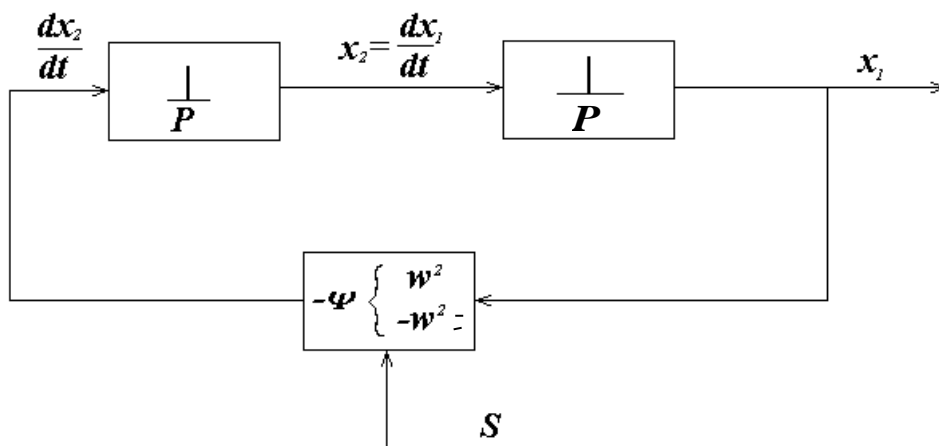 dx₂/dt
1/P
x₂ = dx₁/dt
1/P
x₁
-Ψ { w²
-w² =
S